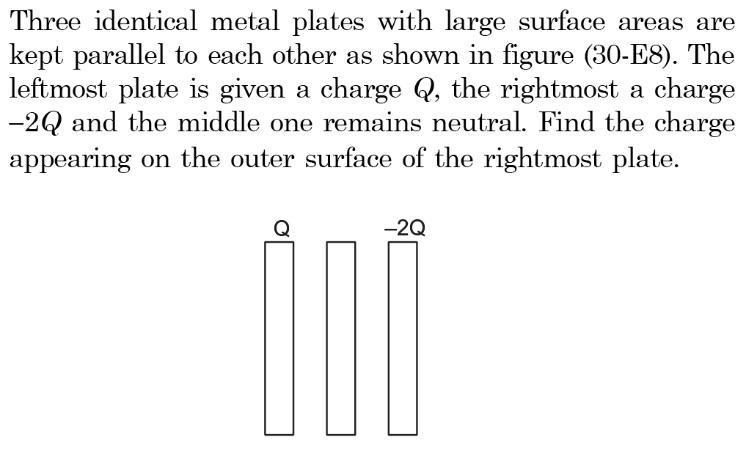 Three identical metal plates with large surface areas are
kept parallel to each other as shown in figure (30-E8). The
leftmost plate is given a charge Q, the rightmost a charge
–2Q and the middle one remains neutral. Find the charge
appearing on the outer surface of the rightmost plate.
Q –2Q